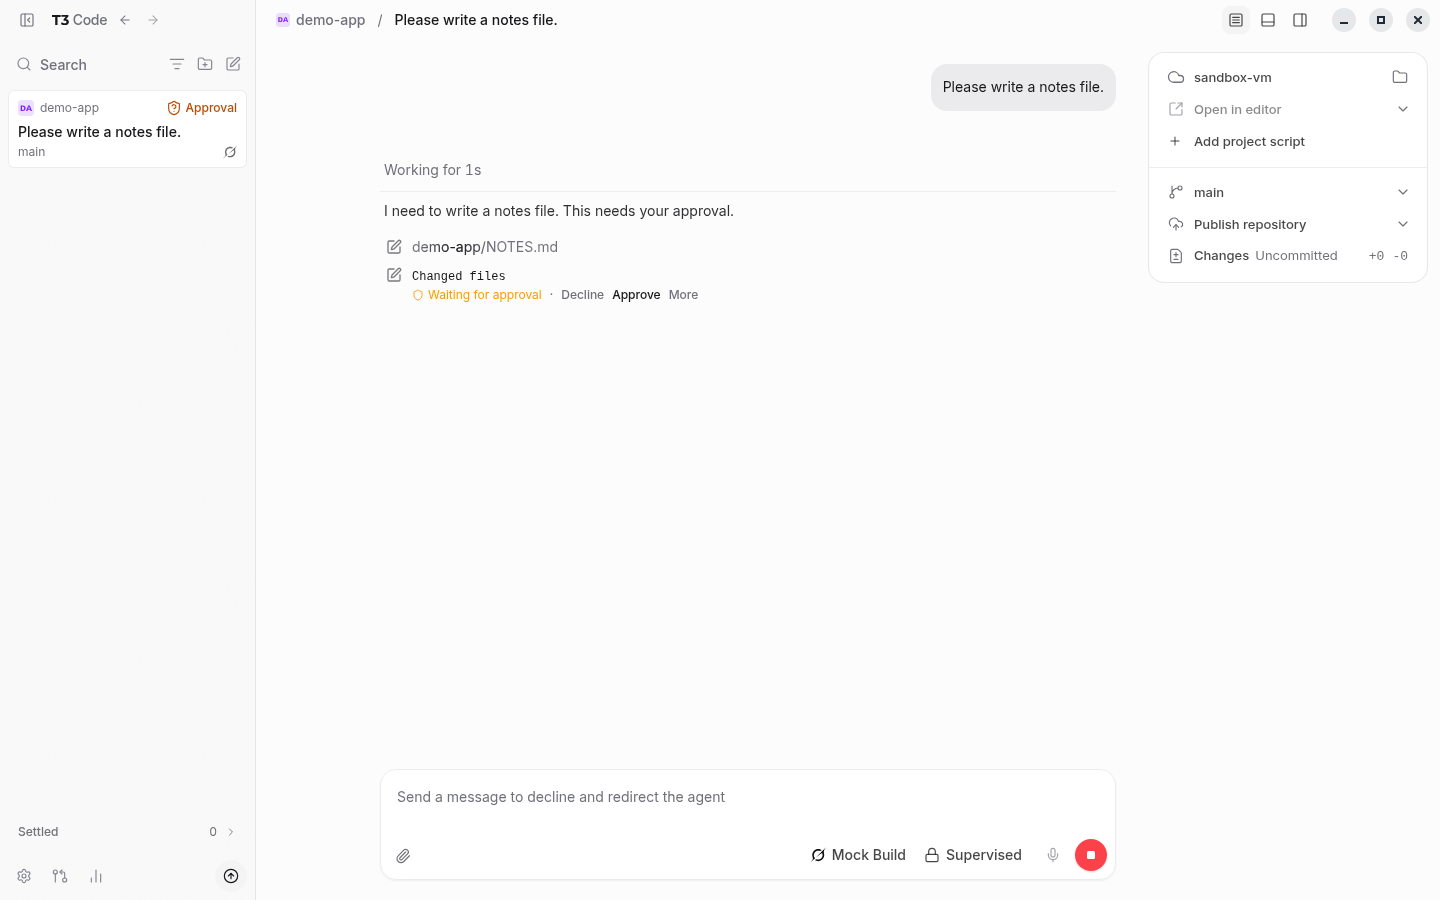 T3 Code
Search
DA demo-app Approval
Please write a notes file.
main
Settled 0
DA demo-app / Please write a notes file.
Please write a notes file.
Working for 1s
I need to write a notes file. This needs your approval.
demo-app/NOTES.md
Changed files
Waiting for approval · Decline Approve More
Send a message to decline and redirect the agent
Mock Build Supervised
sandbox-vm
Open in editor
Add project script
main
Publish repository
Changes Uncommitted +0 -0